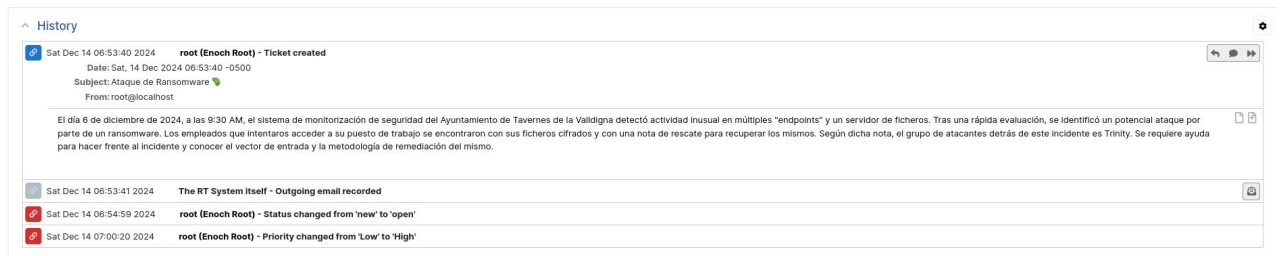 History
Sat Dec 14 06:53:40 2024 root (Enoch Root) - Ticket created
Date: Sat, 14 Dec 2024 06:53:40 -0500
Subject: Ataque de Ransomware
From: root@localhost
El día 6 de diciembre de 2024, a las 9:30 AM, el sistema de monitorización de seguridad del Ayuntamiento de Tavernes de la Valldigna detectó actividad inusual en múltiples "endpoints" y un servidor de ficheros. Tras una rápida evaluación, se identificó un potencial ataque por
parte de un ransomware. Los empleados que intentaros acceder a su puesto de trabajo se encontraron con sus ficheros cifrados y con una nota de rescate para recuperar los mismos. Según dicha nota, el grupo de atacantes detrás de este incidente es Trinity. Se requiere ayuda
para hacer frente al incidente y conocer el vector de entrada y la metodología de remediación del mismo.
Sat Dec 14 06:53:41 2024 The RT System itself - Outgoing email recorded
Sat Dec 14 06:54:59 2024 root (Enoch Root) - Status changed from 'new' to 'open'
Sat Dec 14 07:00:20 2024 root (Enoch Root) - Priority changed from 'Low' to 'High'